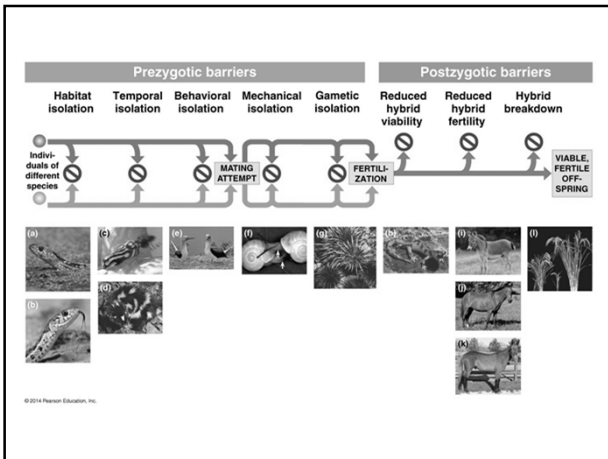 Prezygotic barriers
Postzygotic barriers
Habitat
isolation
Temporal
isolation
Behavioral
isolation
Mechanical
isolation
Gametic
isolation
Reduced
hybrid
viability
Reduced
hybrid
fertility
Hybrid
breakdown
Indivi-
duals of
different
species
MATING
ATTEMPT
FERTILI-
ZATION
VIABLE,
FERTILE
OFF-
SPRING
(a)
(b)
(c)
(d)
(e)
(f)
(g)
(h)
(i)
(j)
(k)
(l)
© 2014 Pearson Education, Inc.